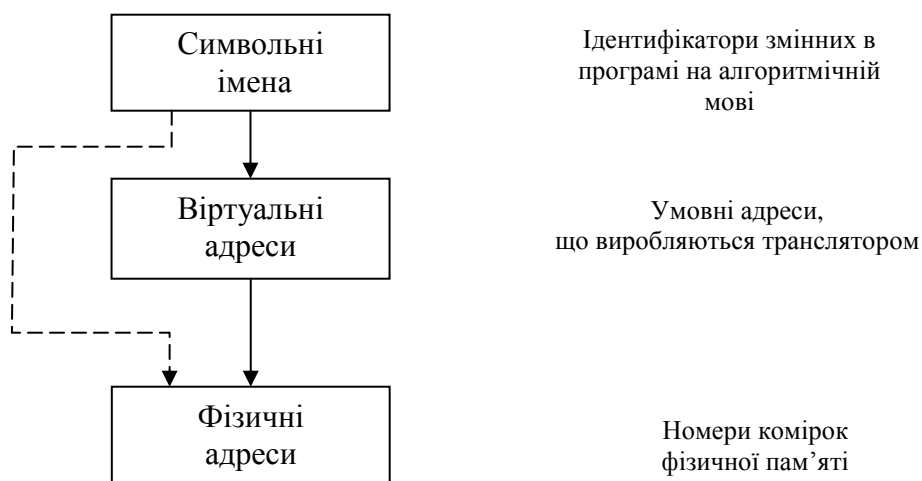 Символьні
імена
Ідентифікатори змінних в
програмі на алгоритмічній
мові
Віртуальні
адреси
Умовні адреси,
що виробляються транслятором
Фізичні
адреси
Номери комірок
фізичної пам’яті